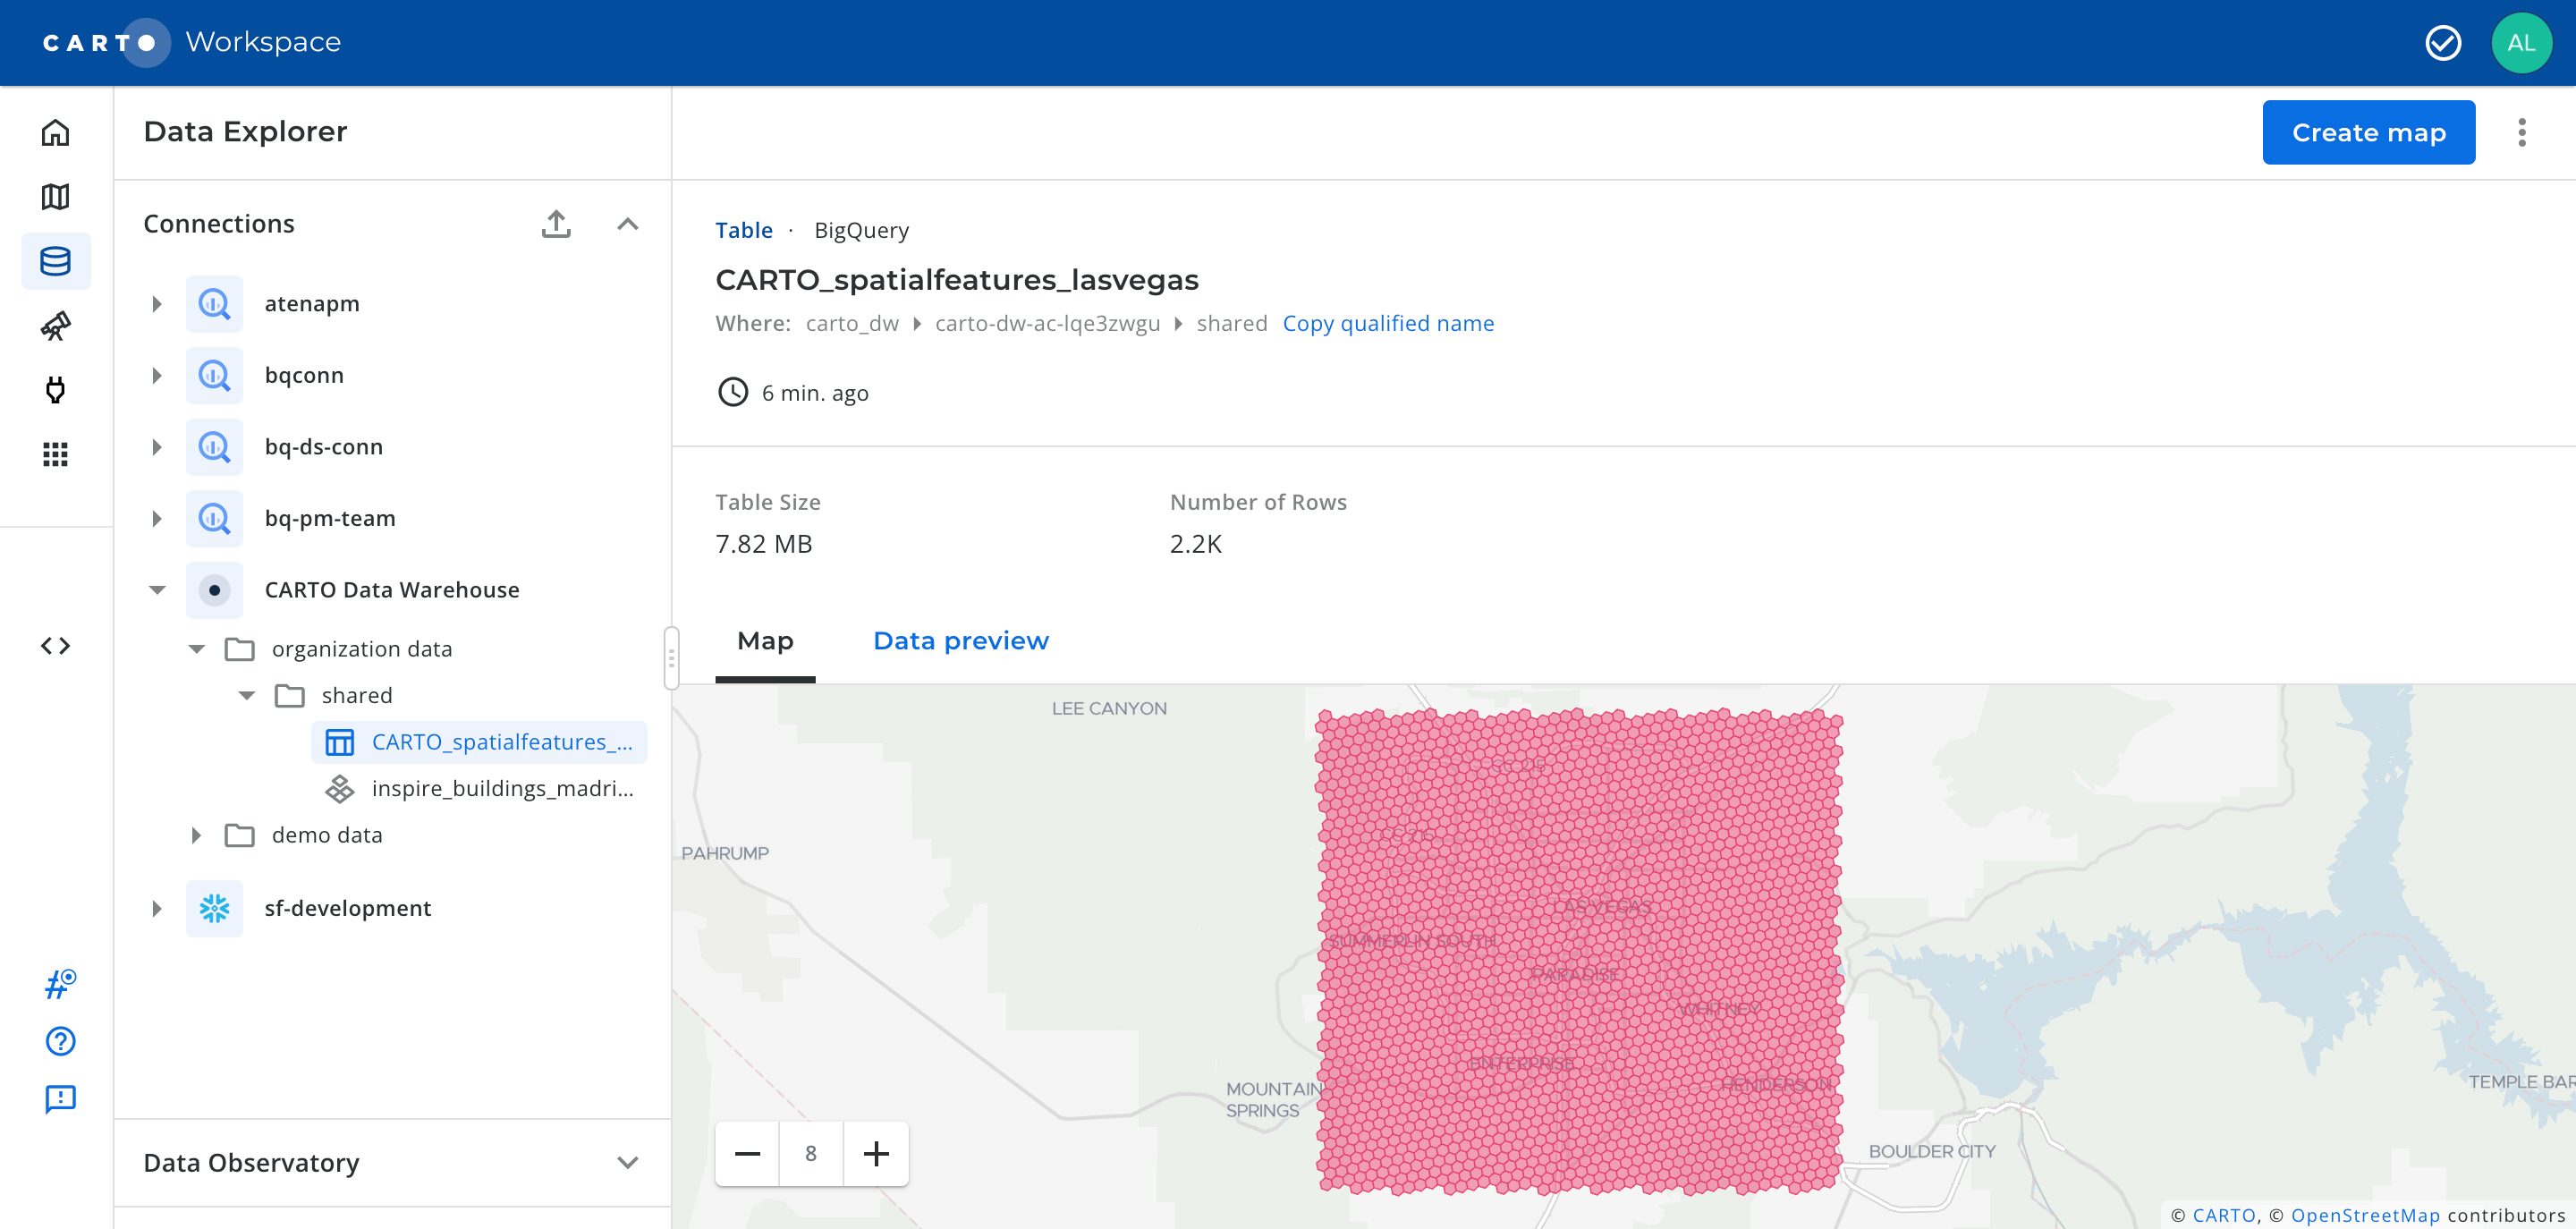 CARTO Workspace
AL
Data Explorer
Create map
Connections
atenapm
bqconn
bq-ds-conn
bq-pm-team
CARTO Data Warehouse
organization data
shared
CARTO_spatialfeatures_...
inspire_buildings_madri...
demo data
sf-development
Data Observatory
Table · BigQuery
CARTO_spatialfeatures_lasvegas
Where: carto_dw carto-dw-ac-lqe3zwgu shared Copy qualified name
6 min. ago
Table Size
7.82 MB
Number of Rows
2.2K
Map
Data preview
LEE CANYON
CC 215
CC 215
PAHRUMP
LAS VEGAS
SUMMERLIN SOUTH
PARADISE
WHITNEY
ENTERPRISE
HENDERSON
MOUNTAIN
SPRINGS
TEMPLE BAR
BOULDER CITY
8
© CARTO, © OpenStreetMap contributors